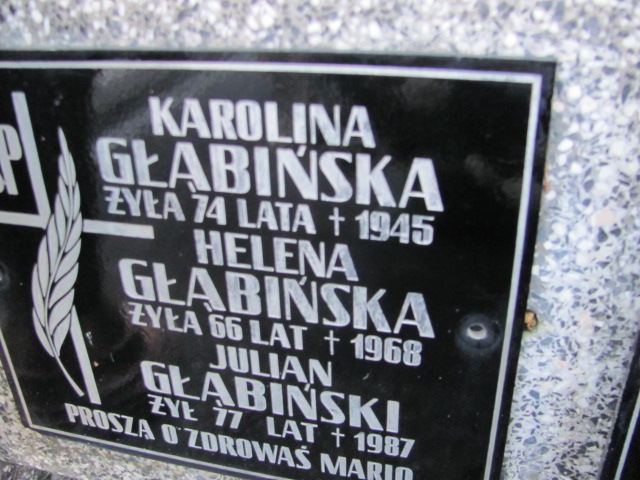 ŚP
KAROLINA
GŁĄBIŃSKA
ŻYŁA 74 LATA † 1945
HELENA
GŁĄBIŃSKA
ŻYŁA 66 LAT † 1968
JULIAN
GŁĄBIŃSKI
ŻYŁ 77 LAT † 1987
PROSZĄ O ZDROWAŚ MARIO